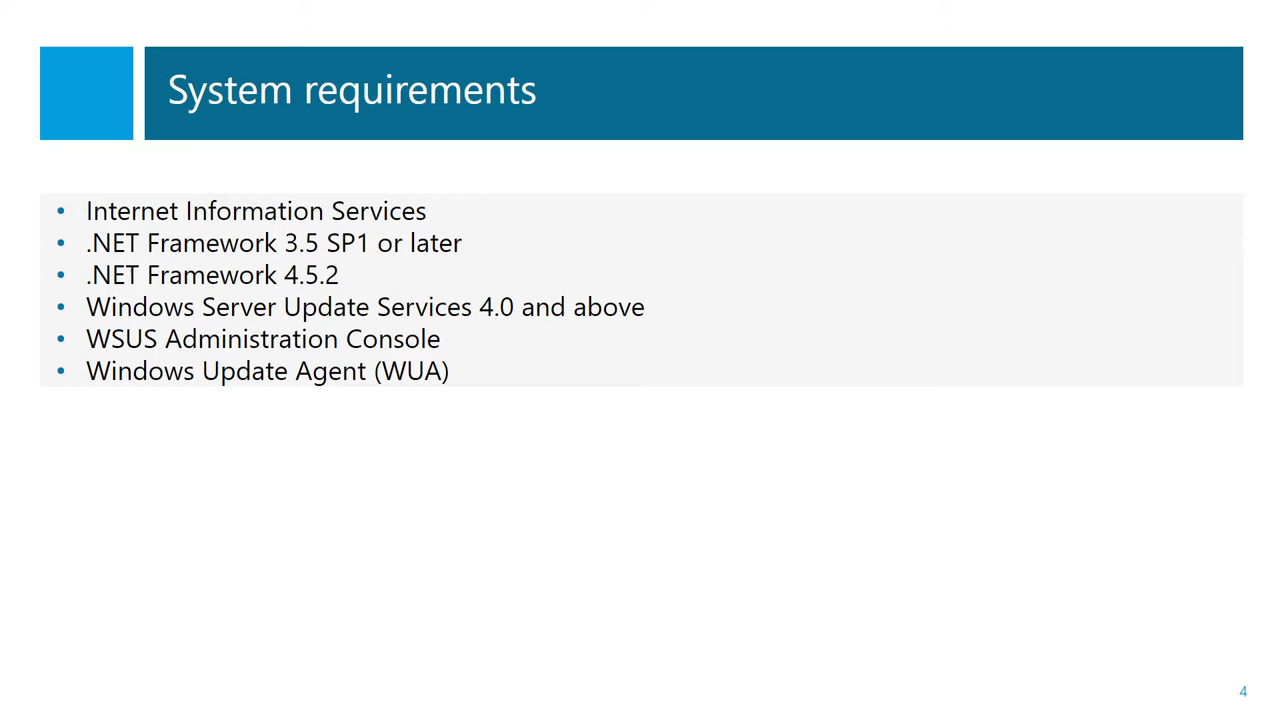 System requirements
• Internet Information Services
• .NET Framework 3.5 SP1 or later
• .NET Framework 4.5.2
• Windows Server Update Services 4.0 and above
• WSUS Administration Console
• Windows Update Agent (WUA)
4